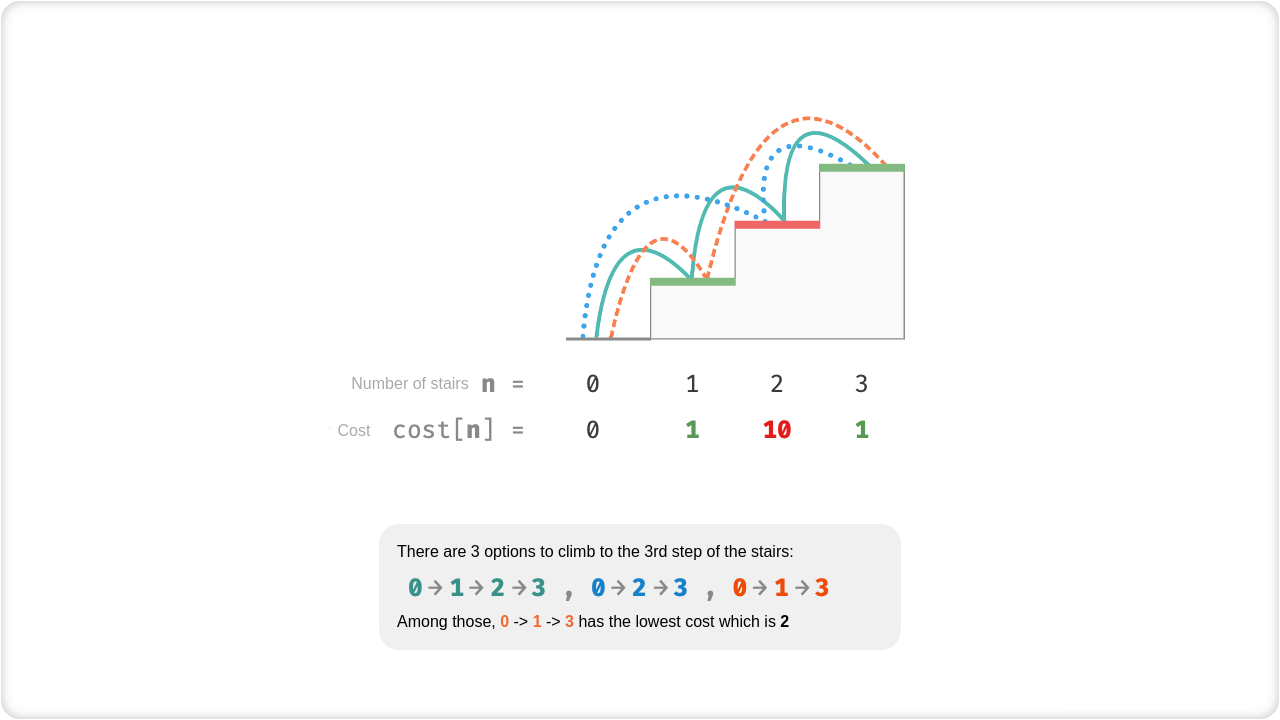 Number of stairs n = 0 1 2 3
Cost cost[n] = 0 1 10 1
There are 3 options to climb to the 3rd step of the stairs:
0→1→2→3 , 0→2→3 , 0→1→3
Among those, 0 -> 1 -> 3 has the lowest cost which is 2